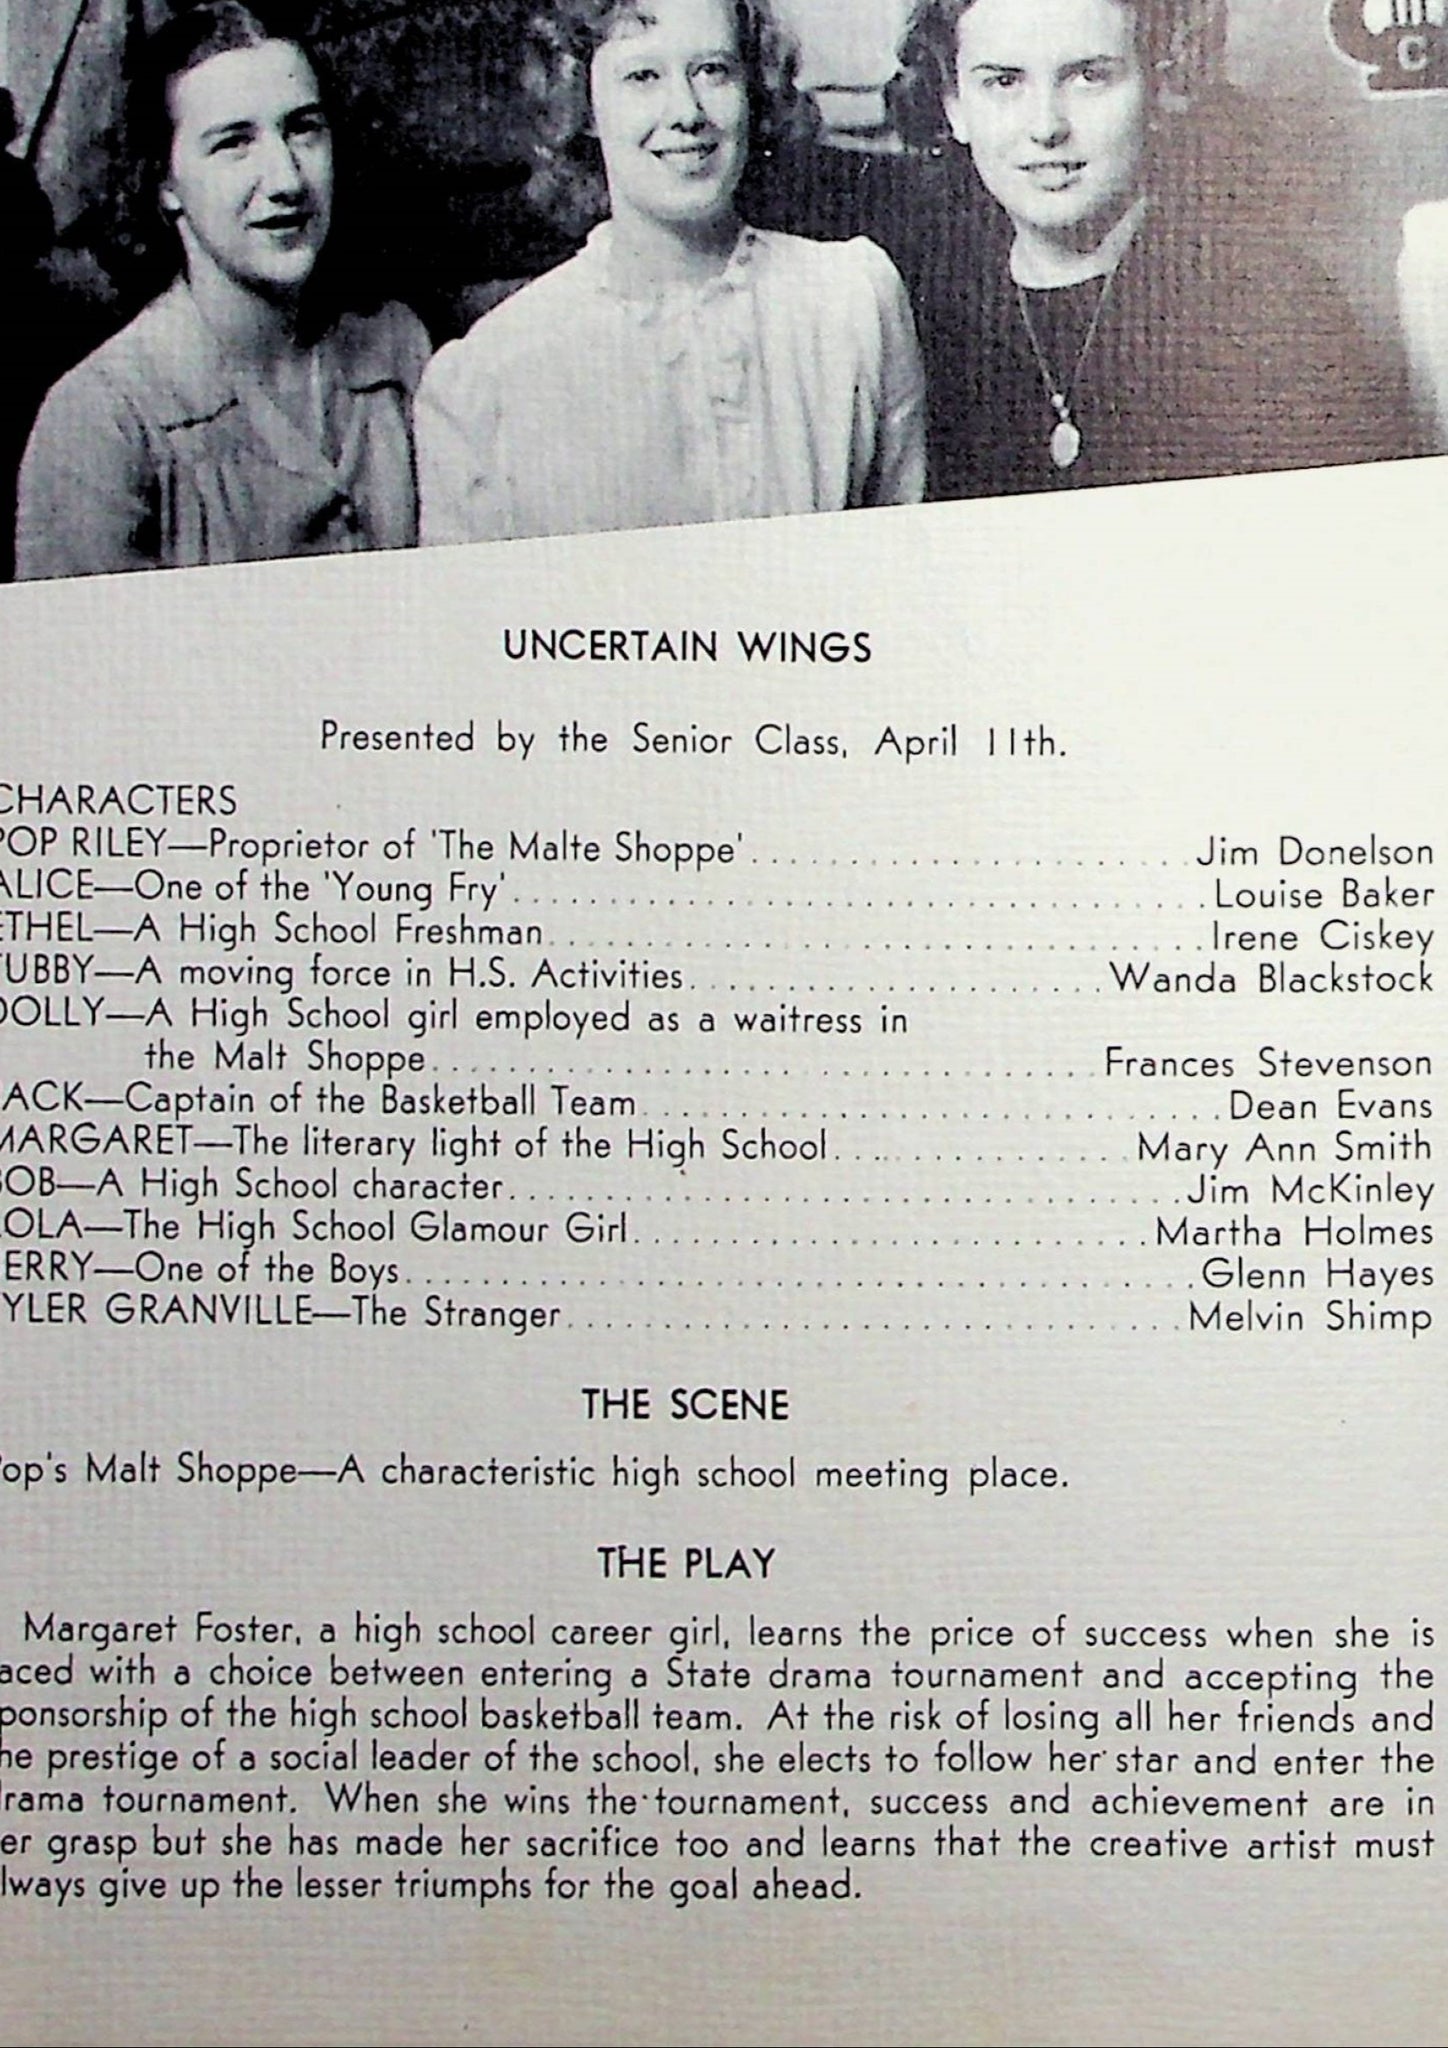 C
UNCERTAIN WINGS
Presented by the Senior Class, April 11th.
CHARACTERS
POP RILEY—Proprietor of 'The Malte Shoppe' Jim Donelson
ALICE—One of the 'Young Fry' Louise Baker
ETHEL—A High School Freshman Irene Ciskey
TUBBY—A moving force in H.S. Activities Wanda Blackstock
DOLLY—A High School girl employed as a waitress in
the Malt Shoppe Frances Stevenson
ACK—Captain of the Basketball Team Dean Evans
MARGARET—The literary light of the High School Mary Ann Smith
BOB—A High School character Jim McKinley
LOLA—The High School Glamour Girl Martha Holmes
ERRY—One of the Boys Glenn Hayes
YLER GRANVILLE—The Stranger Melvin Shimp
THE SCENE
Pop's Malt Shoppe—A characteristic high school meeting place.
THE PLAY
Margaret Foster, a high school career girl, learns the price of success when she is
aced with a choice between entering a State drama tournament and accepting the
ponsorship of the high school basketball team. At the risk of losing all her friends and
he prestige of a social leader of the school, she elects to follow her star and enter the
rama tournament. When she wins the tournament, success and achievement are in
er grasp but she has made her sacrifice too and learns that the creative artist must
lways give up the lesser triumphs for the goal ahead.